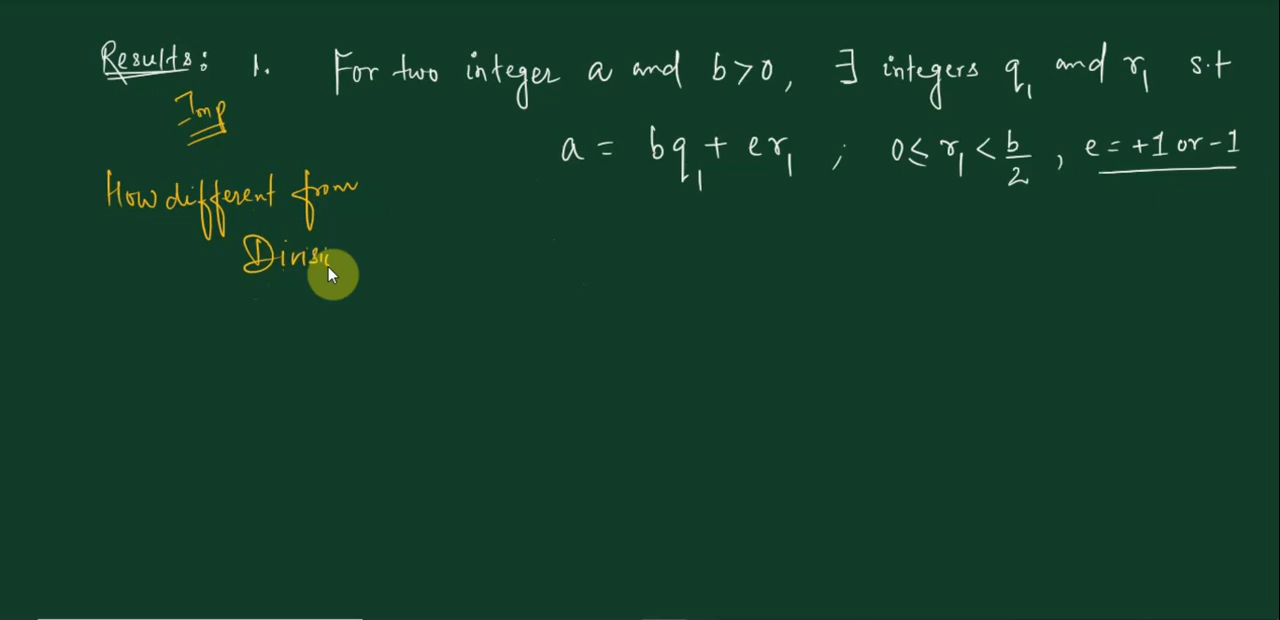 Results: 1. For two integer a and b>0, ∃ integers q₁ and r₁ s.t
Imp
a = bq₁ + er₁ ; 0 ≤ r₁ < b/2, e = +1 or -1
How different from
Divisi